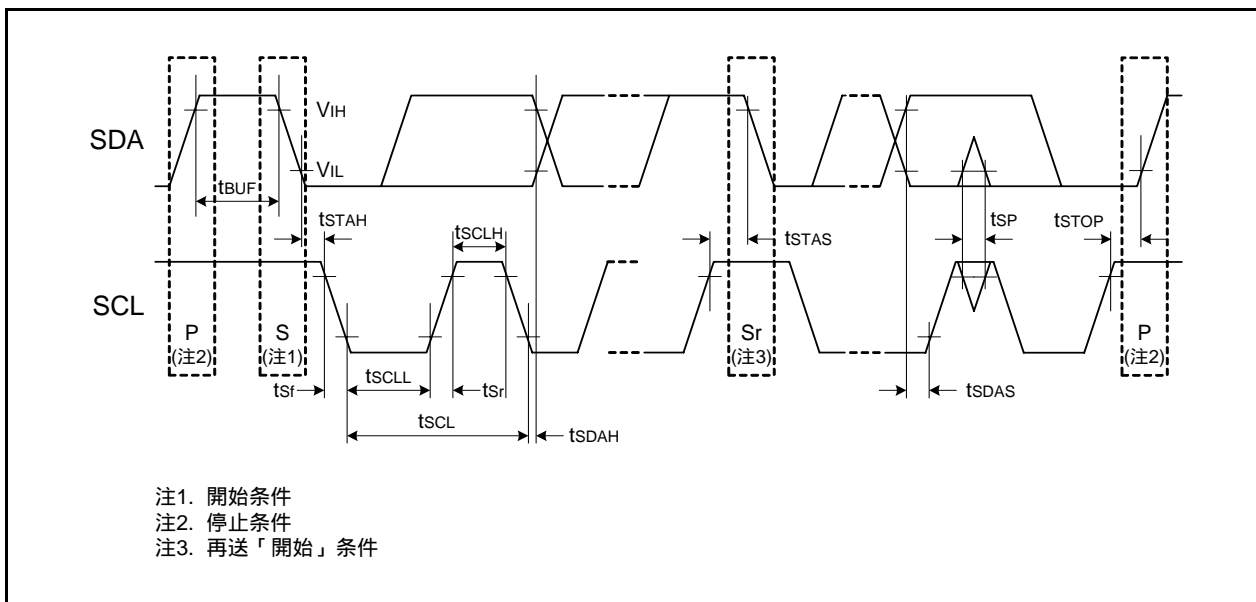 SDA
VIH
VIL
tBUF
tSTAH
tSCLH
tSTAS
tSP
tSTOP
SCL
P
(注2)
S
(注1)
Sr
(注3)
P
(注2)
tSf
tSCLL
tSr
tSDAS
tSCL
tSDAH
注1. 開始条件
注2. 停止条件
注3. 再送「開始」条件